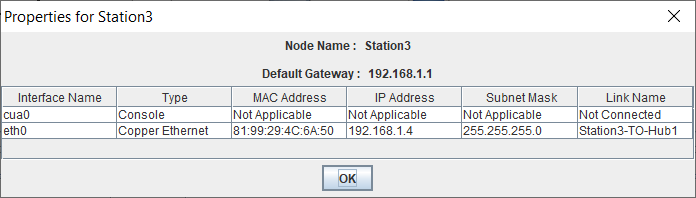 Properties for Station3
Node Name : Station3
Default Gateway : 192.168.1.1
Interface Name Type MAC Address IP Address Subnet Mask Link Name
cua0 Console Not Applicable Not Applicable Not Applicable Not Connected
eth0 Copper Ethernet 81:99:29:4C:6A:50 192.168.1.4 255.255.255.0 Station3-TO-Hub1
OK